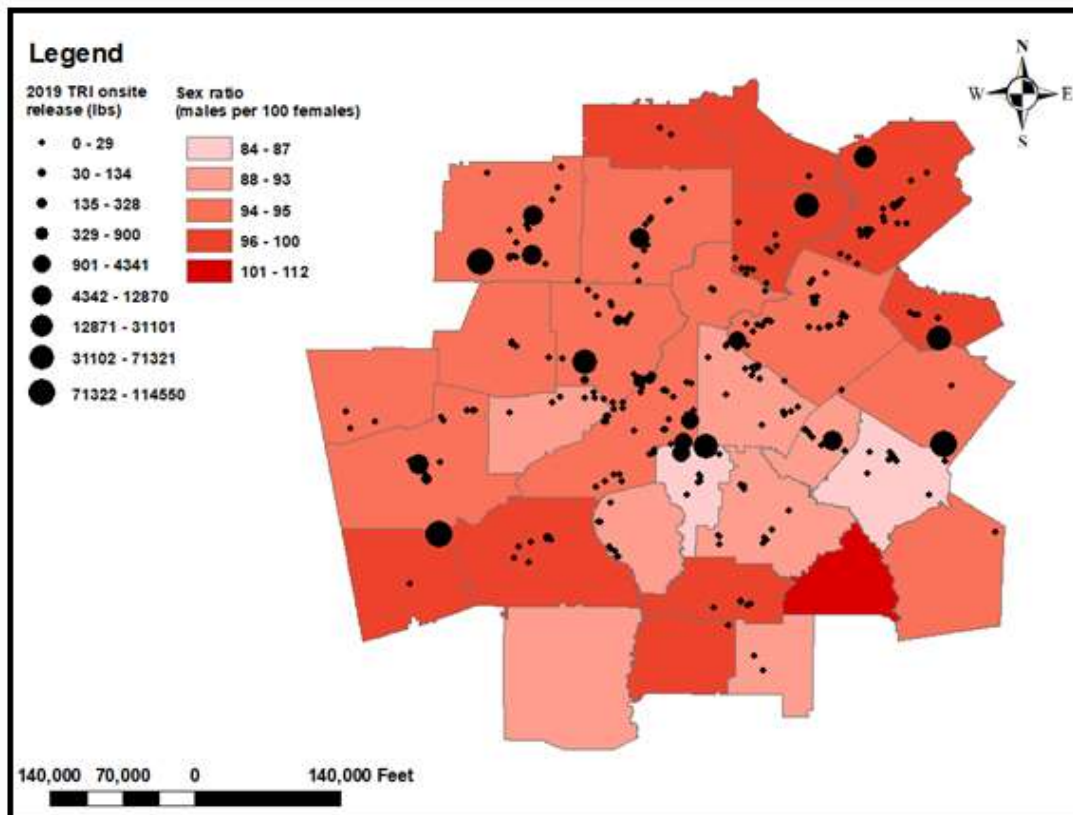 Legend
2019 TRI onsite
release (lbs)
0 - 29
30 - 134
135 - 328
329 - 900
901 - 4341
4342 - 12870
12871 - 31101
31102 - 71321
71322 - 114550
Sex ratio
(males per 100 females)
84 - 87
88 - 93
94 - 95
96 - 100
101 - 112
N
W E
S
140,000 70,000 0 140,000 Feet